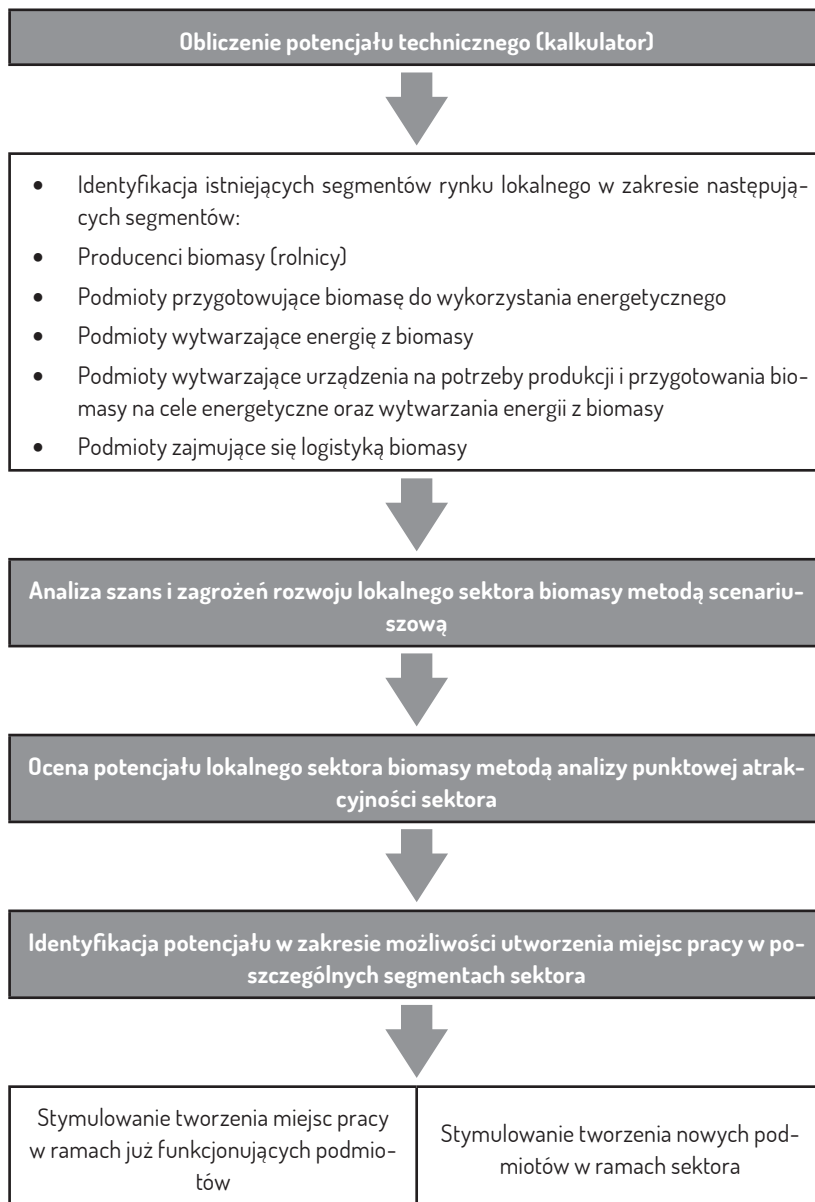 Obliczenie potencjału technicznego (kalkulator)
• Identyfikacja istniejących segmentów rynku lokalnego w zakresie następują-
cych segmentów:
• Producenci biomasy (rolnicy)
• Podmioty przygotowujące biomasę do wykorzystania energetycznego
• Podmioty wytwarzające energię z biomasy
• Podmioty wytwarzające urządzenia na potrzeby produkcji i przygotowania bio-
masy na cele energetyczne oraz wytwarzania energii z biomasy
• Podmioty zajmujące się logistyką biomasy
Analiza szans i zagrożeń rozwoju lokalnego sektora biomasy metodą scenariu-
szową
Ocena potencjału lokalnego sektora biomasy metodą analizy punktowej atrak-
cyjności sektora
Identyfikacja potencjału w zakresie możliwości utworzenia miejsc pracy w po-
szczególnych segmentach sektora
Stymulowanie tworzenia miejsc pracy
w ramach już funkcjonujących podmio-
tów
Stymulowanie tworzenia nowych pod-
miotów w ramach sektora